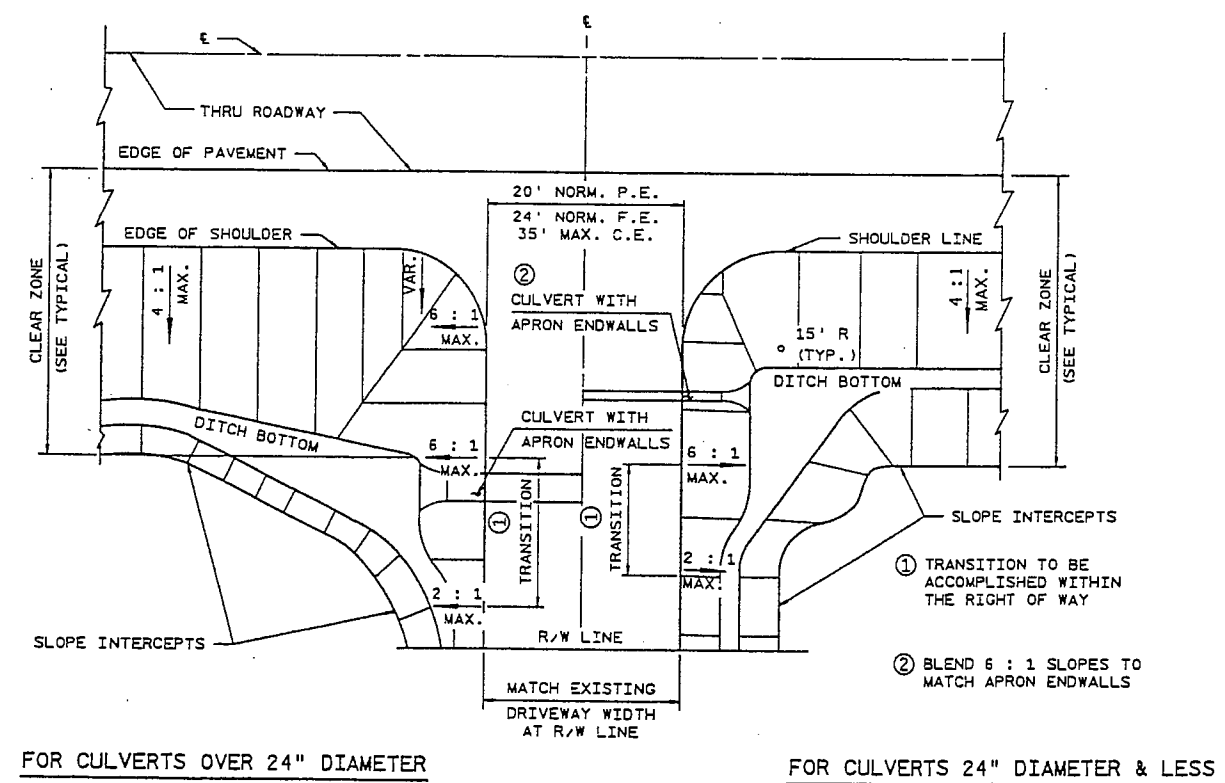 ℄
℄
THRU ROADWAY
EDGE OF PAVEMENT
20' NORM. P.E.
24' NORM. F.E.
35' MAX. C.E.
CLEAR ZONE
(SEE TYPICAL)
EDGE OF SHOULDER
SHOULDER LINE
CLEAR ZONE
(SEE TYPICAL)
4 : 1
MAX.
VAR.
6 : 1
MAX.
②
CULVERT WITH
APRON ENDWALLS
4 : 1
MAX.
15' R
(TYP.)
DITCH BOTTOM
DITCH BOTTOM
CULVERT WITH
APRON ENDWALLS
6 : 1
MAX.
6 : 1
MAX.
①
TRANSITION
①
TRANSITION
SLOPE INTERCEPTS
2 : 1
MAX.
2 : 1
MAX.
① TRANSITION TO BE
ACCOMPLISHED WITHIN
THE RIGHT OF WAY
SLOPE INTERCEPTS
R/W LINE
② BLEND 6 : 1 SLOPES TO
MATCH APRON ENDWALLS
MATCH EXISTING
DRIVEWAY WIDTH
AT R/W LINE
FOR CULVERTS OVER 24" DIAMETER
FOR CULVERTS 24" DIAMETER & LESS